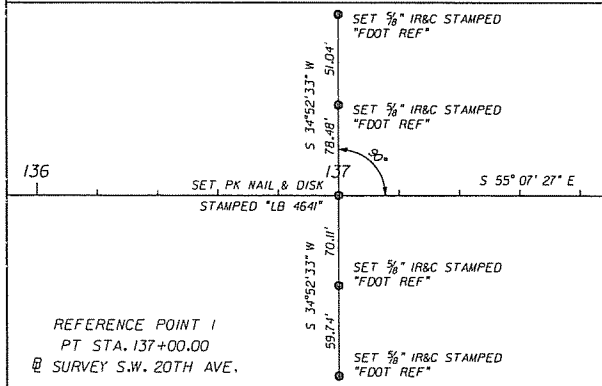 SET 5/8" IR&C STAMPED
"FDOT REF"
51.04'
S 34°52'33" W
SET 5/8" IR&C STAMPED
"FDOT REF"
78.48'
90°
136
137
SET PK NAIL & DISK
S 55° 07' 27" E
STAMPED "LB 4641"
70.11'
S 34°52'33" W
SET 5/8" IR&C STAMPED
"FDOT REF"
59.74'
REFERENCE POINT 1
PT STA. 137+00.00
SURVEY S.W. 20TH AVE.
SET 5/8" IR&C STAMPED
"FDOT REF"